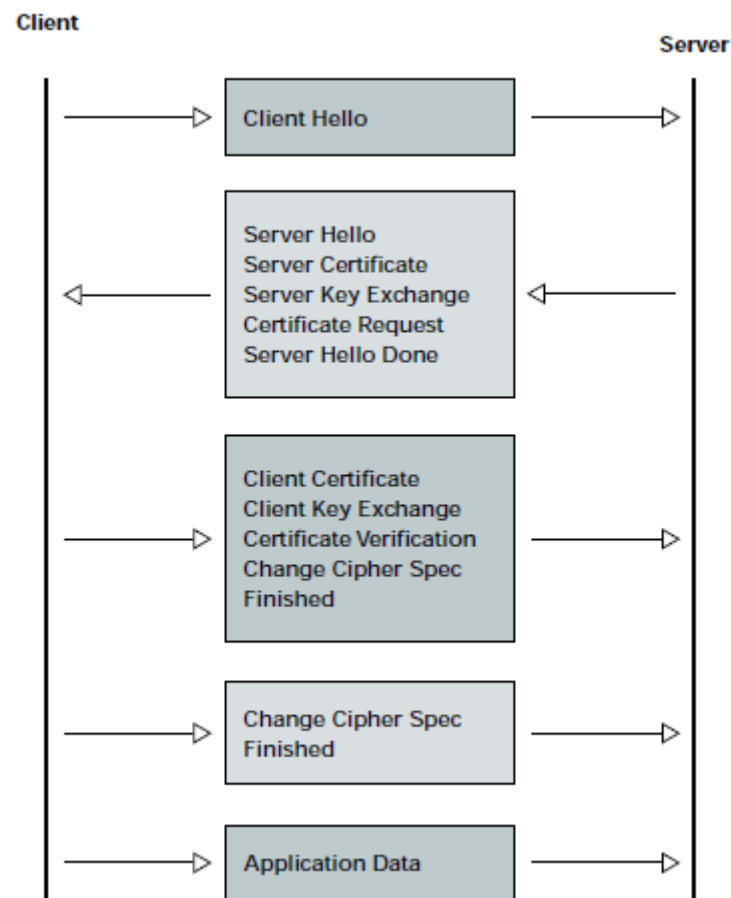 Client
Server
Client Hello
Server Hello
Server Certificate
Server Key Exchange
Certificate Request
Server Hello Done
Client Certificate
Client Key Exchange
Certificate Verification
Change Cipher Spec
Finished
Change Cipher Spec
Finished
Application Data